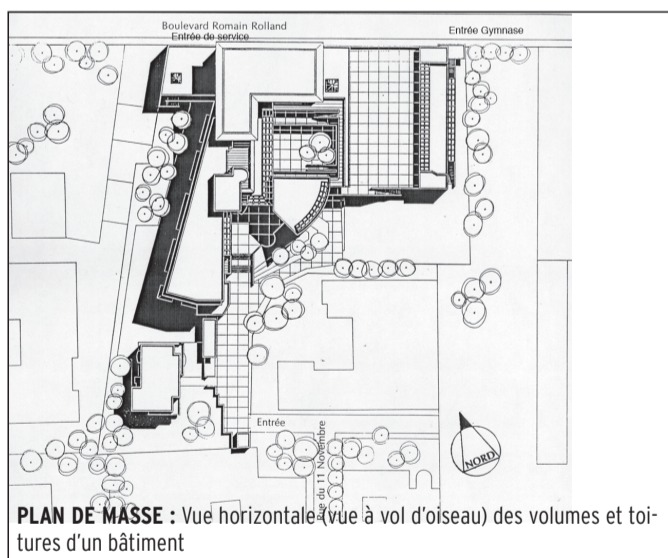 Boulevard Romain Rolland
Entrée de service
Entrée Gymnase
Entrée
Rue du 11 Novembre
NORD
PLAN DE MASSE : Vue horizontale (vue à vol d'oiseau) des volumes et toi-
tures d'un bâtiment